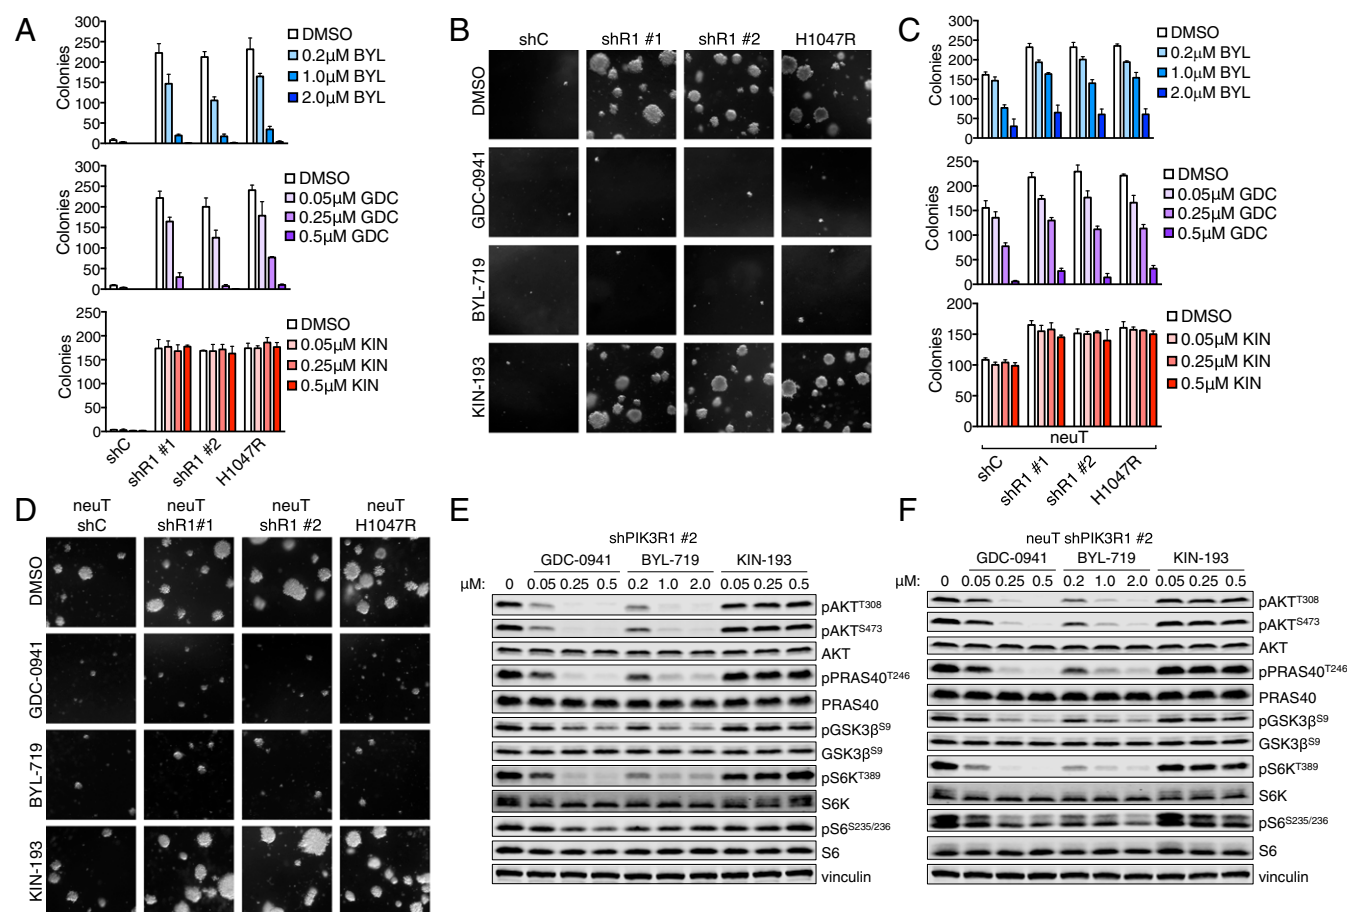 A
Colonies
300
250
200
150
100
50
0
DMSO
0.2µM BYL
1.0µM BYL
2.0µM BYL
Colonies
300
250
200
150
100
50
0
DMSO
0.05µM GDC
0.25µM GDC
0.5µM GDC
Colonies
250
200
150
100
50
0
DMSO
0.05µM KIN
0.25µM KIN
0.5µM KIN
shC
shR1 #1
shR1 #2
H1047R
B
shC shR1 #1 shR1 #2 H1047R
DMSO
GDC-0941
BYL-719
KIN-193
C
Colonies
300
250
200
150
100
50
0
DMSO
0.2µM BYL
1.0µM BYL
2.0µM BYL
Colonies
250
200
150
100
50
0
DMSO
0.05µM GDC
0.25µM GDC
0.5µM GDC
Colonies
200
150
100
50
0
DMSO
0.05µM KIN
0.25µM KIN
0.5µM KIN
neuT
shC
shR1 #1
shR1 #2
H1047R
D
neuT neuT neuT neuT
shC shR1#1 shR1 #2 H1047R
DMSO
GDC-0941
BYL-719
KIN-193
E
shPIK3R1 #2
GDC-0941 BYL-719 KIN-193
µM: 0 0.05 0.25 0.5 0.2 1.0 2.0 0.05 0.25 0.5
pAKT^T308
pAKT^S473
AKT
pPRAS40^T246
PRAS40
pGSK3β^S9
GSK3β^S9
pS6K^T389
S6K
pS6^S235/236
S6
vinculin
F
neuT shPIK3R1 #2
GDC-0941 BYL-719 KIN-193
µM: 0 0.05 0.25 0.5 0.2 1.0 2.0 0.05 0.25 0.5
pAKT^T308
pAKT^S473
AKT
pPRAS40^T246
PRAS40
pGSK3β^S9
GSK3β^S9
pS6K^T389
S6K
pS6^S235/236
S6
vinculin